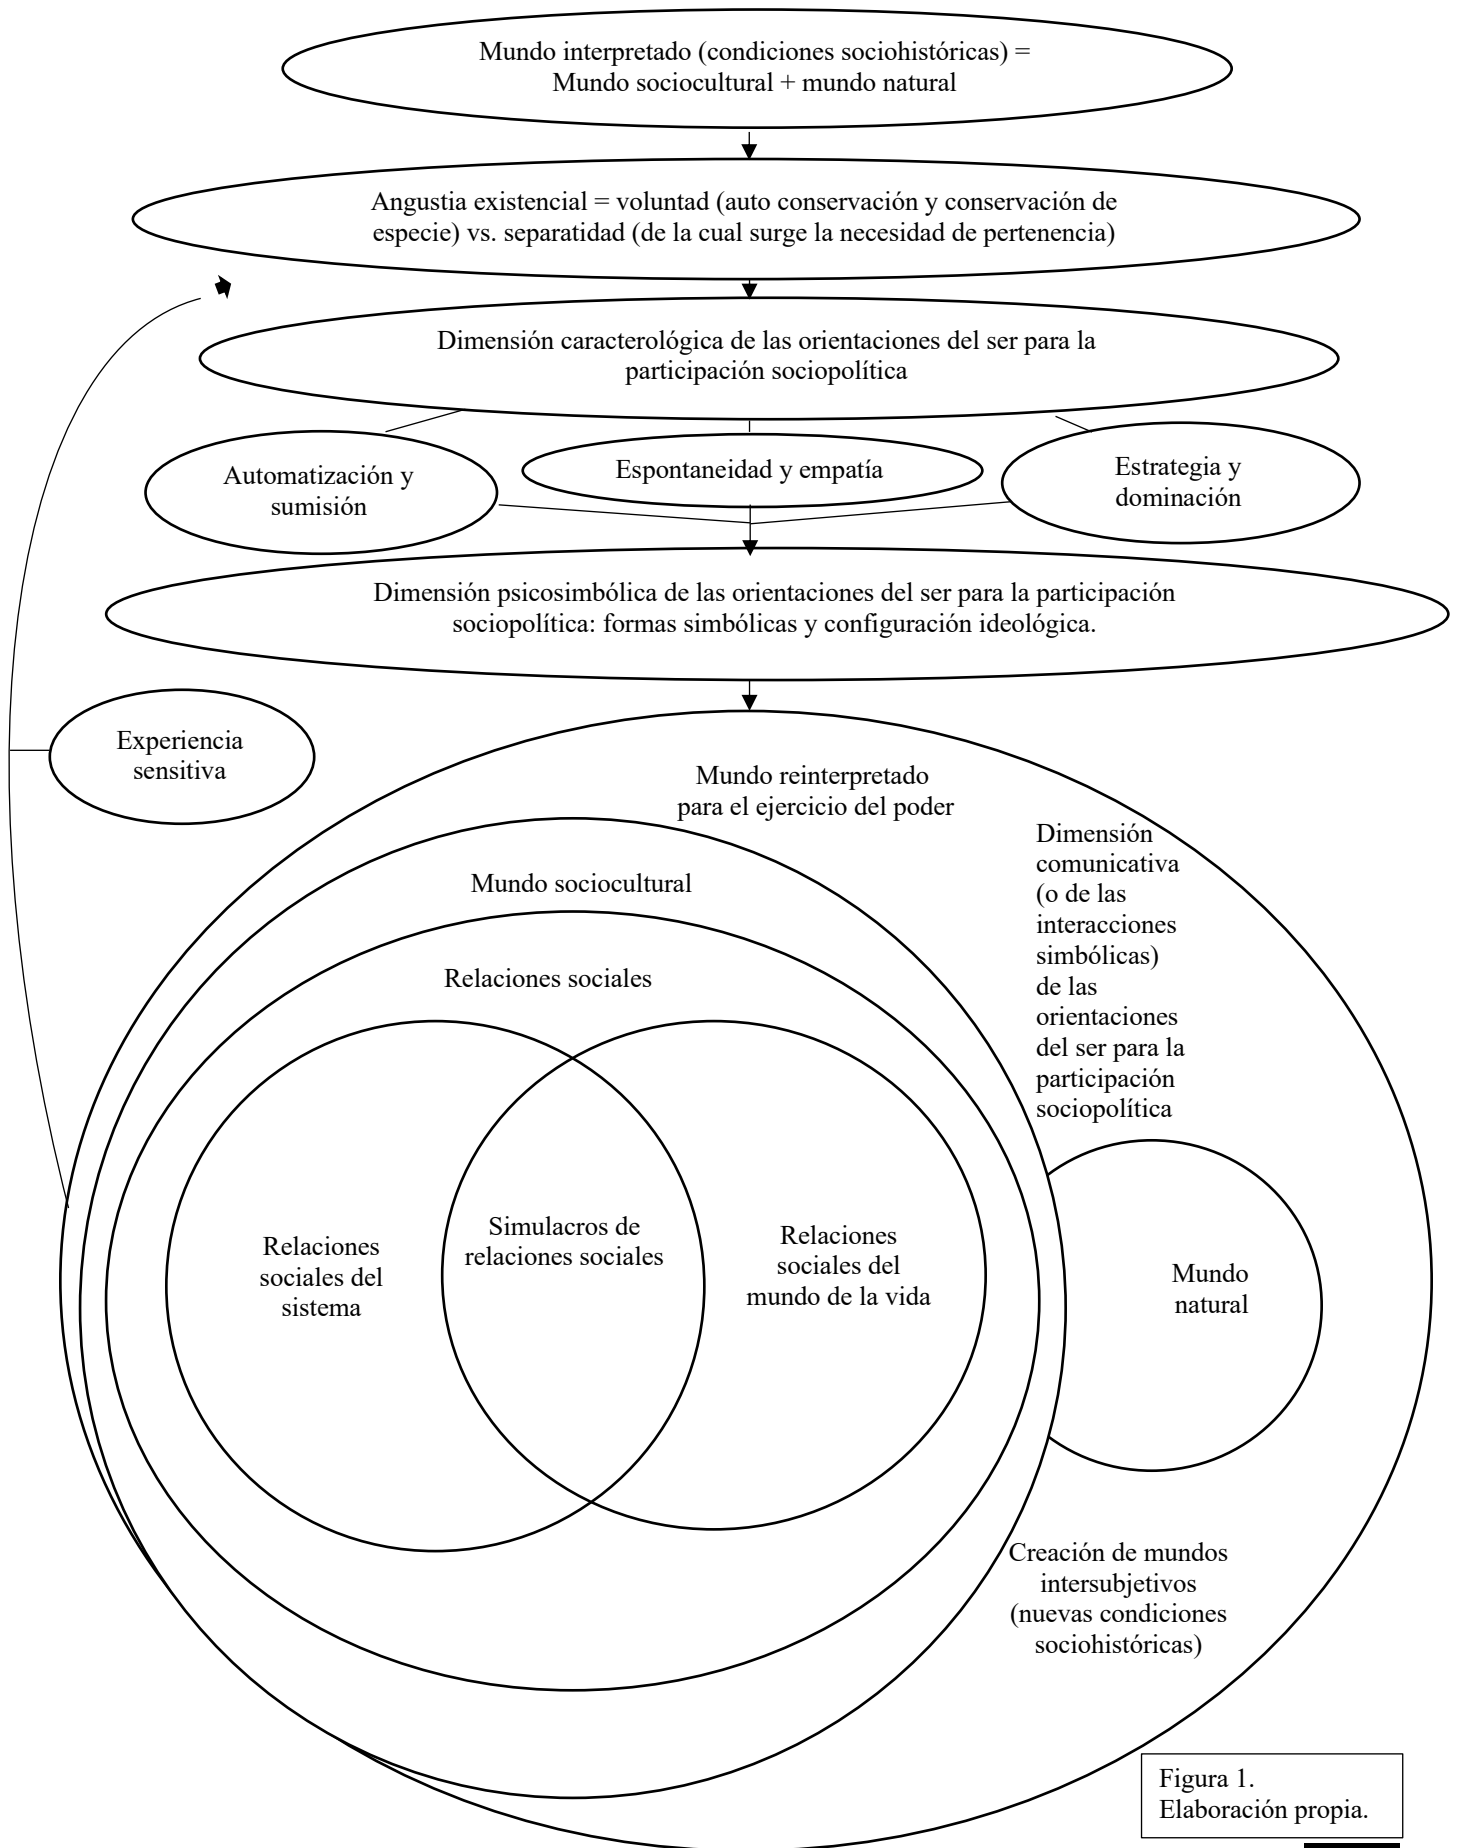 Mundo interpretado (condiciones sociohistóricas) =
Mundo sociocultural + mundo natural
Angustia existencial = voluntad (auto conservación y conservación de
especie) vs. separatidad (de la cual surge la necesidad de pertenencia)
Dimensión caracterológica de las orientaciones del ser para la
participación sociopolítica
Automatización y
sumisión
Espontaneidad y empatía
Estrategia y
dominación
Dimensión psicosimbólica de las orientaciones del ser para la participación
sociopolítica: formas simbólicas y configuración ideológica.
Experiencia
sensitiva
Mundo reinterpretado
para el ejercicio del poder
Dimensión
comunicativa
(o de las
interacciones
simbólicas)
de las
orientaciones
del ser para la
participación
sociopolítica
Mundo sociocultural
Relaciones sociales
Relaciones
sociales del
sistema
Simulacros de
relaciones sociales
Relaciones
sociales del
mundo de la vida
Mundo
natural
Creación de mundos
intersubjetivos
(nuevas condiciones
sociohistóricas)
Figura 1.
Elaboración propia.